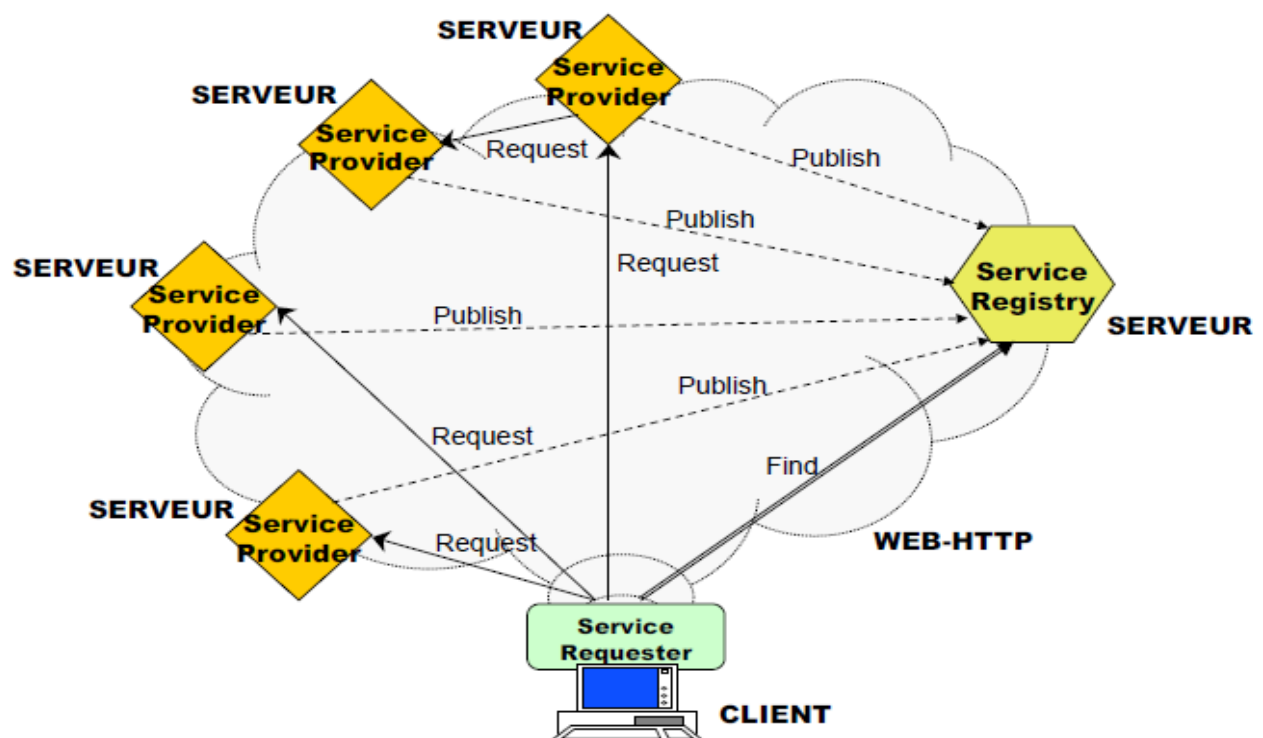 SERVEUR
Service
Provider
SERVEUR
Service
Provider
Request
Publish
Publish
Request
SERVEUR
Service
Provider
Publish
Service
Registry
SERVEUR
Publish
Request
Find
SERVEUR
Service
Provider
Request
WEB-HTTP
Service
Requester
CLIENT